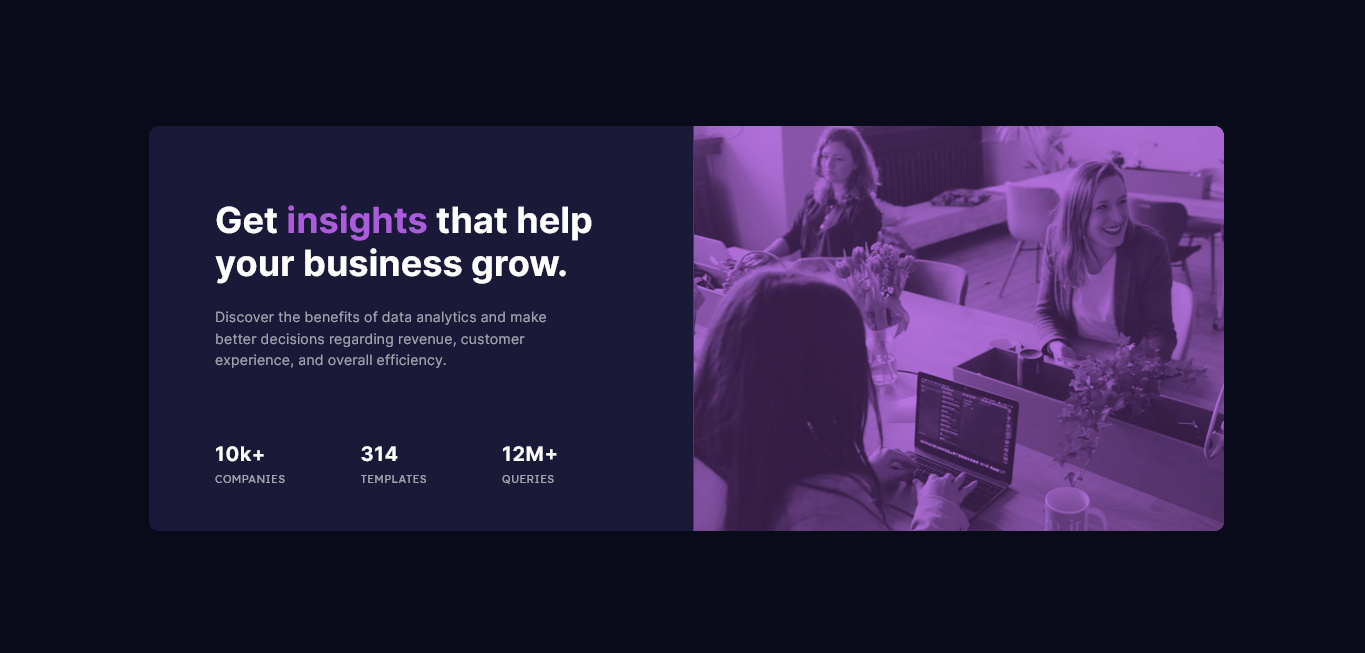 Get insights that help
your business grow.
Discover the benefits of data analytics and make
better decisions regarding revenue, customer
experience, and overall efficiency.
10k+ 314 12M+
COMPANIES TEMPLATES QUERIES